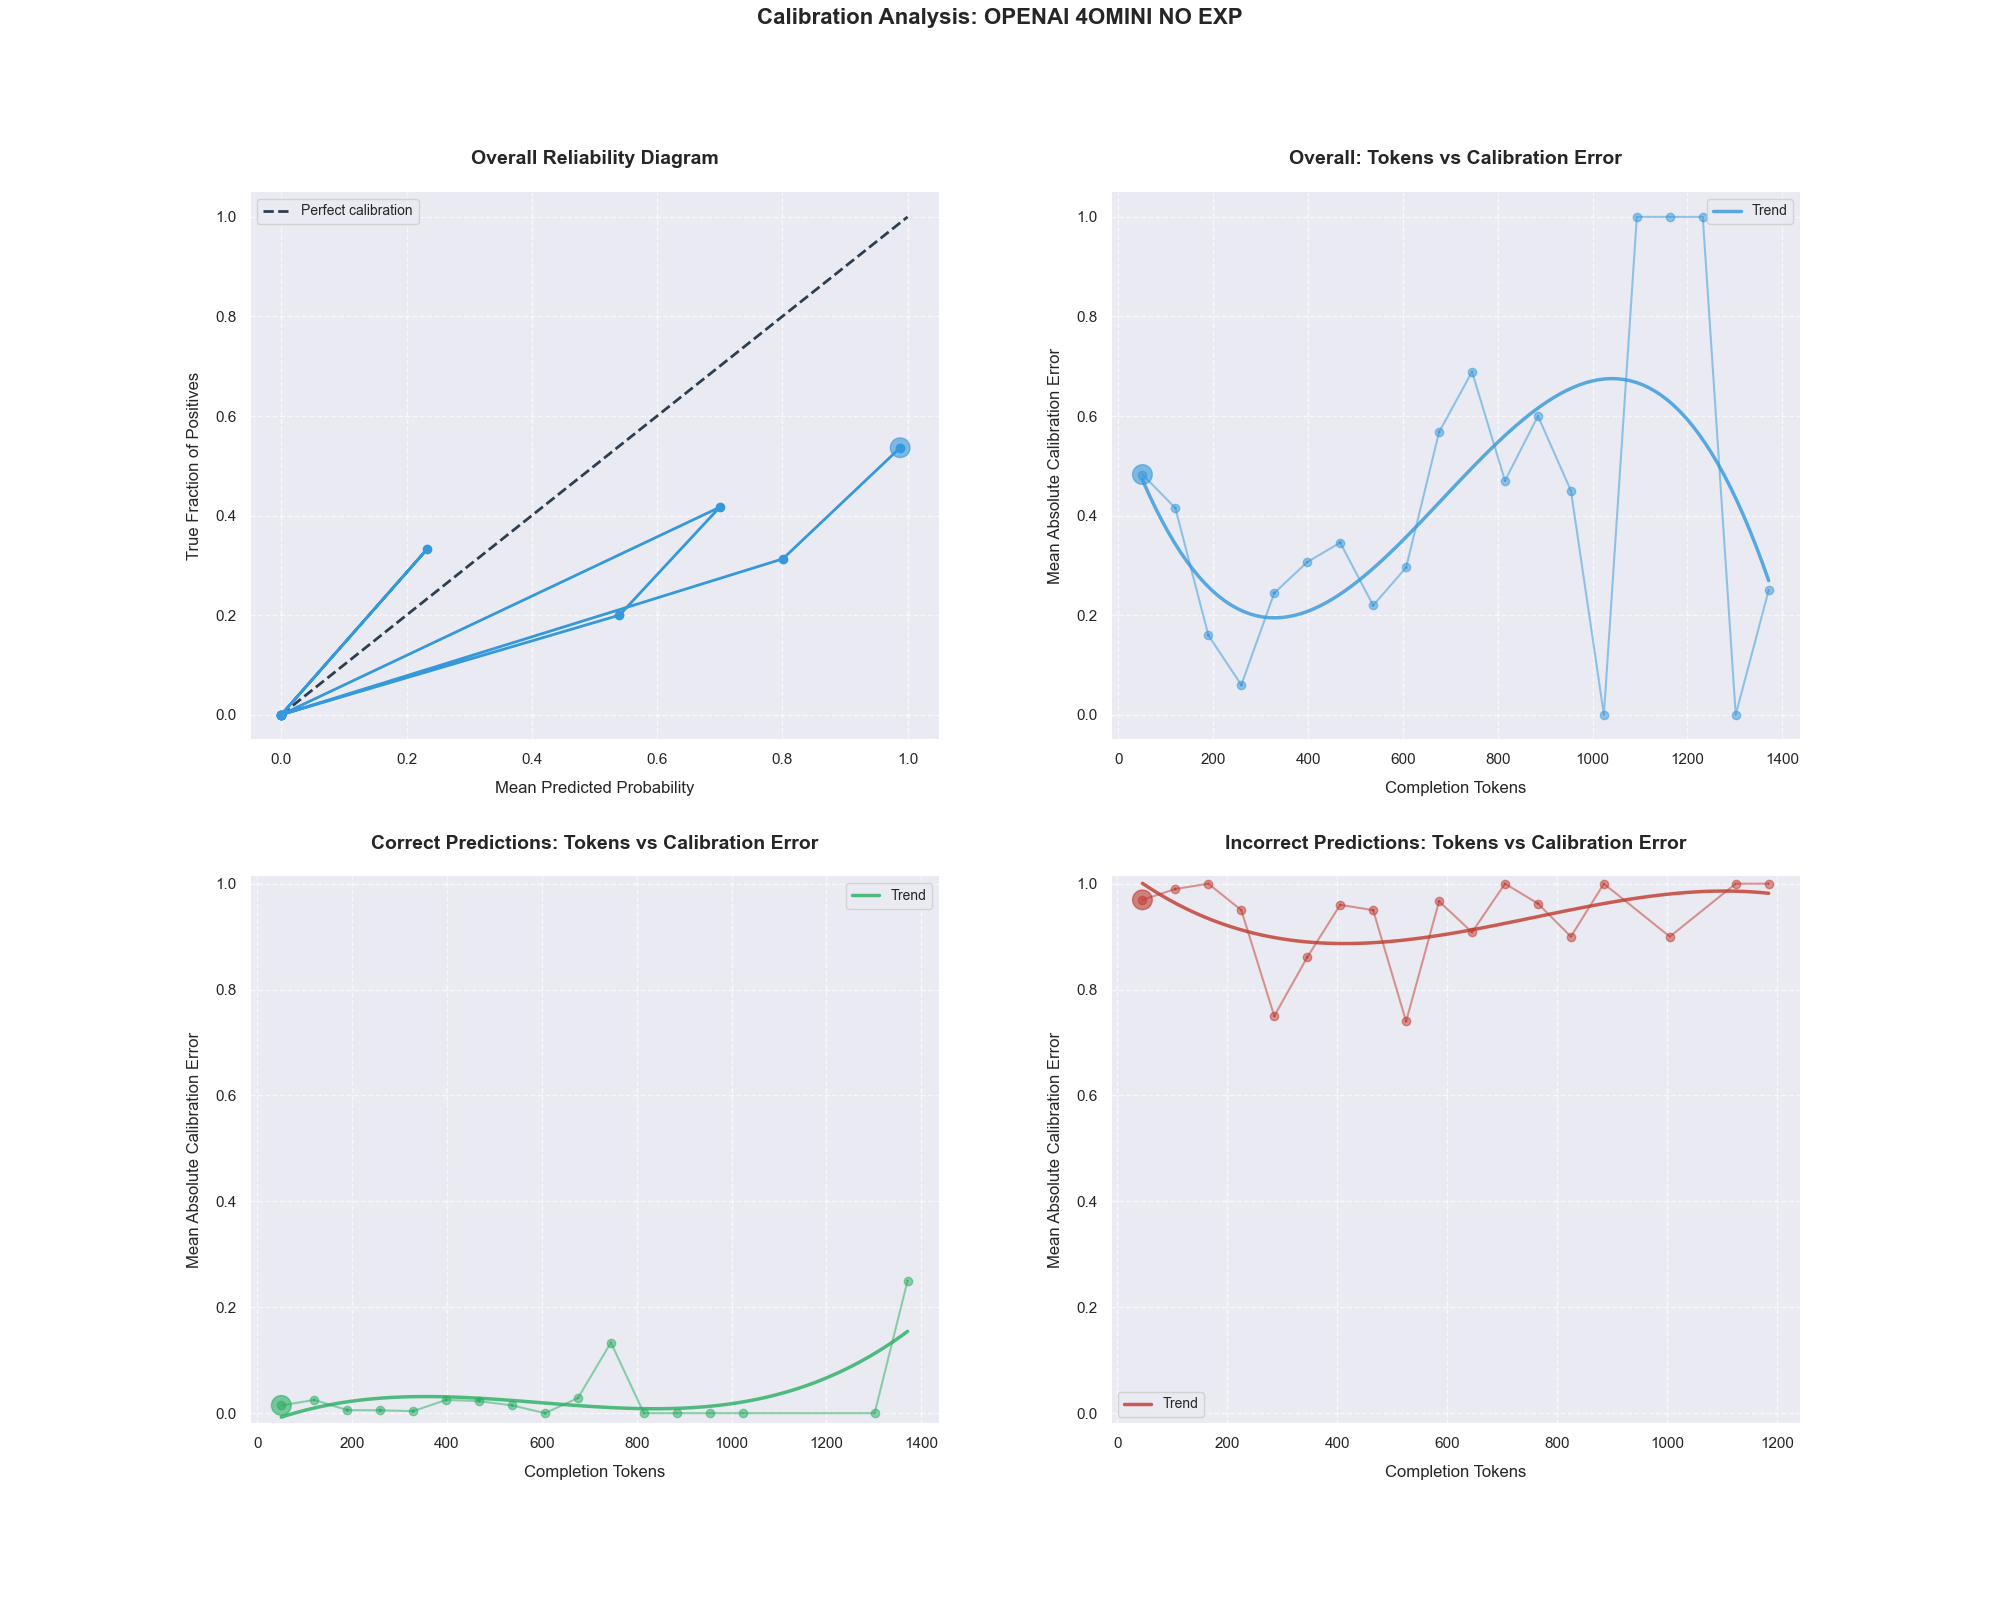 Calibration Analysis: OPENAI 4OMINI NO EXP
Overall Reliability Diagram
Perfect calibration
True Fraction of Positives
1.0
0.8
0.6
0.4
0.2
0.0
0.0 0.2 0.4 0.6 0.8 1.0
Mean Predicted Probability
Overall: Tokens vs Calibration Error
Trend
Mean Absolute Calibration Error
1.0
0.8
0.6
0.4
0.2
0.0
0 200 400 600 800 1000 1200 1400
Completion Tokens
Correct Predictions: Tokens vs Calibration Error
Trend
Mean Absolute Calibration Error
1.0
0.8
0.6
0.4
0.2
0.0
0 200 400 600 800 1000 1200 1400
Completion Tokens
Incorrect Predictions: Tokens vs Calibration Error
Mean Absolute Calibration Error
1.0
0.8
0.6
0.4
0.2
0.0
Trend
0 200 400 600 800 1000 1200
Completion Tokens